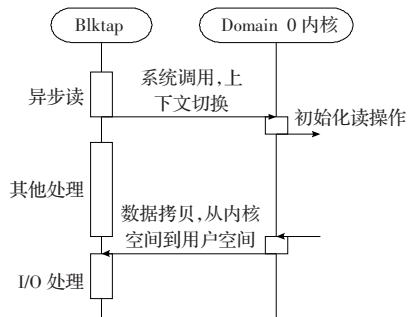 Blktap
Domain 0内核
系统调用,上
下文切换
异步读
初始化读操作
其他处理
数据拷贝,从内核
空间到用户空间
I/O 处理